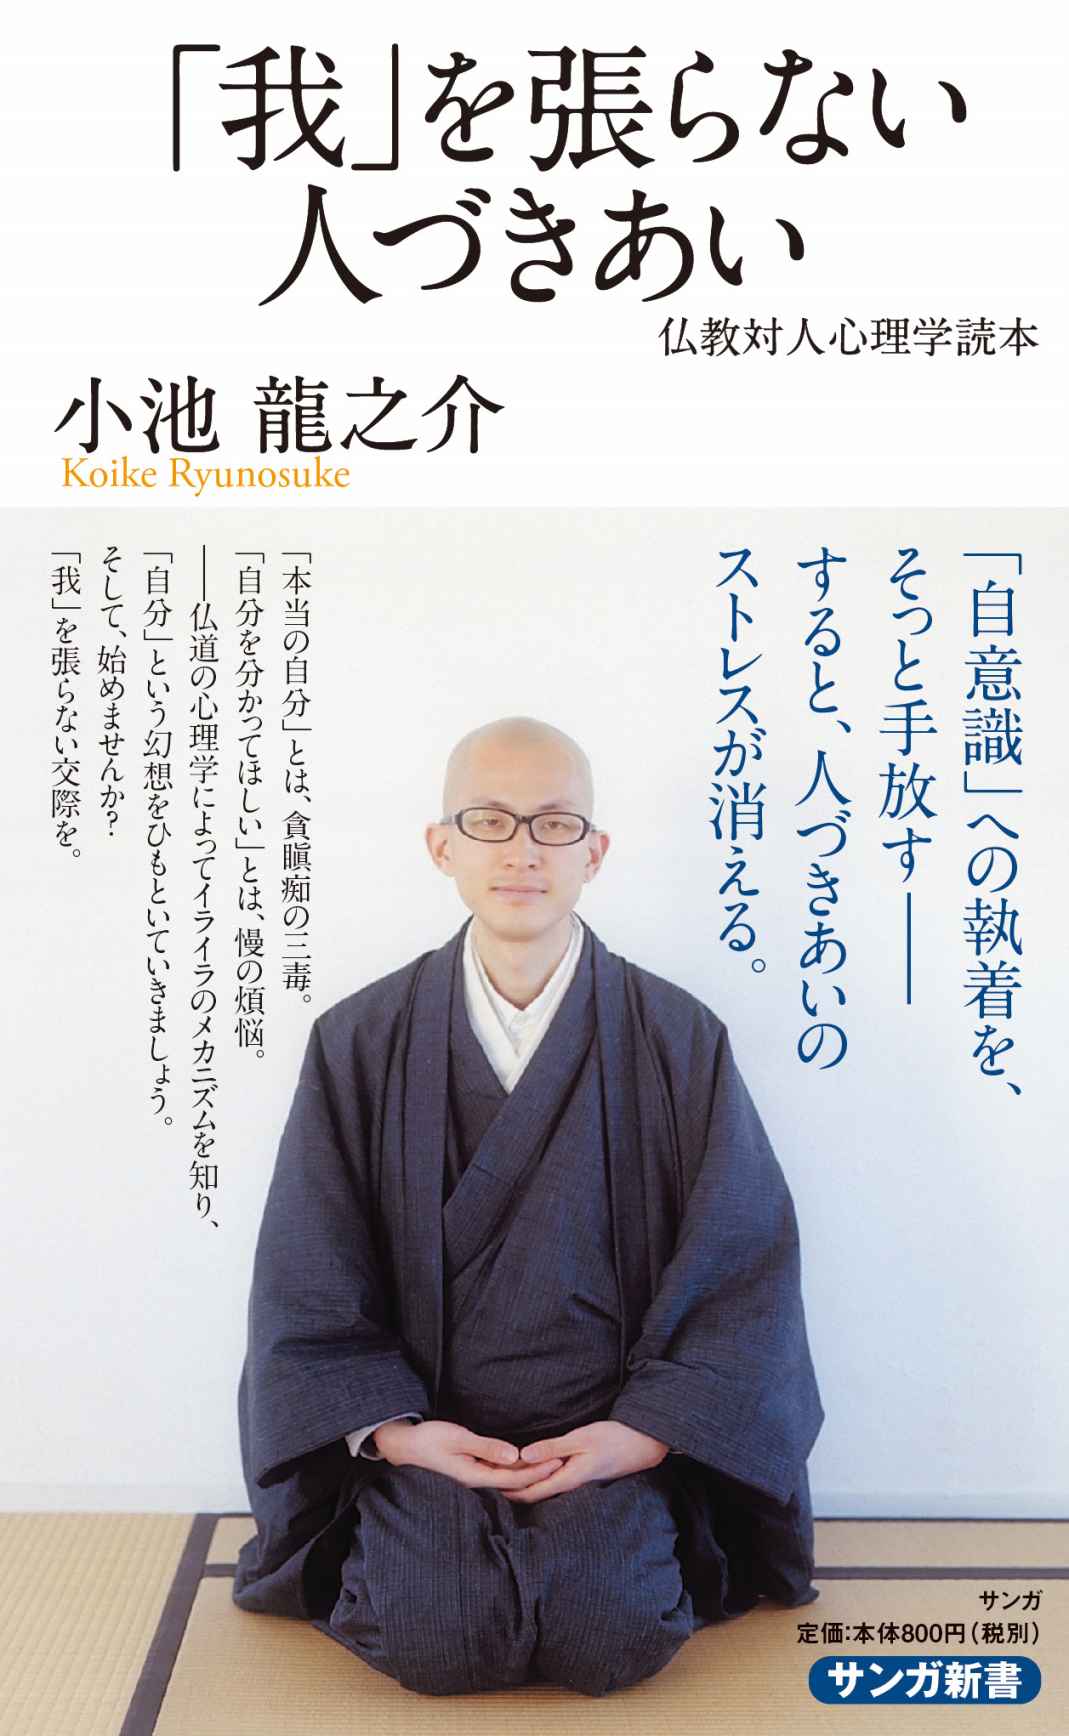 「我」を張らない
人づきあい
仏教対人心理学読本
小池 龍之介
Koike Ryunosuke
「自意識」への執着を、
そっと手放す——
すると、人づきあいの
ストレスが消える。
「本当の自分」とは、貪瞋痴の三毒。
「自分を分かってほしい」とは、慢の煩悩。
——仏道の心理学によってイライラのメカニズムを知り、
「自分」という幻想をひもといていきましょう。
そして、始めませんか?
「我」を張らない交際を。
サンガ
定価:本体800円(税別)
サンガ新書